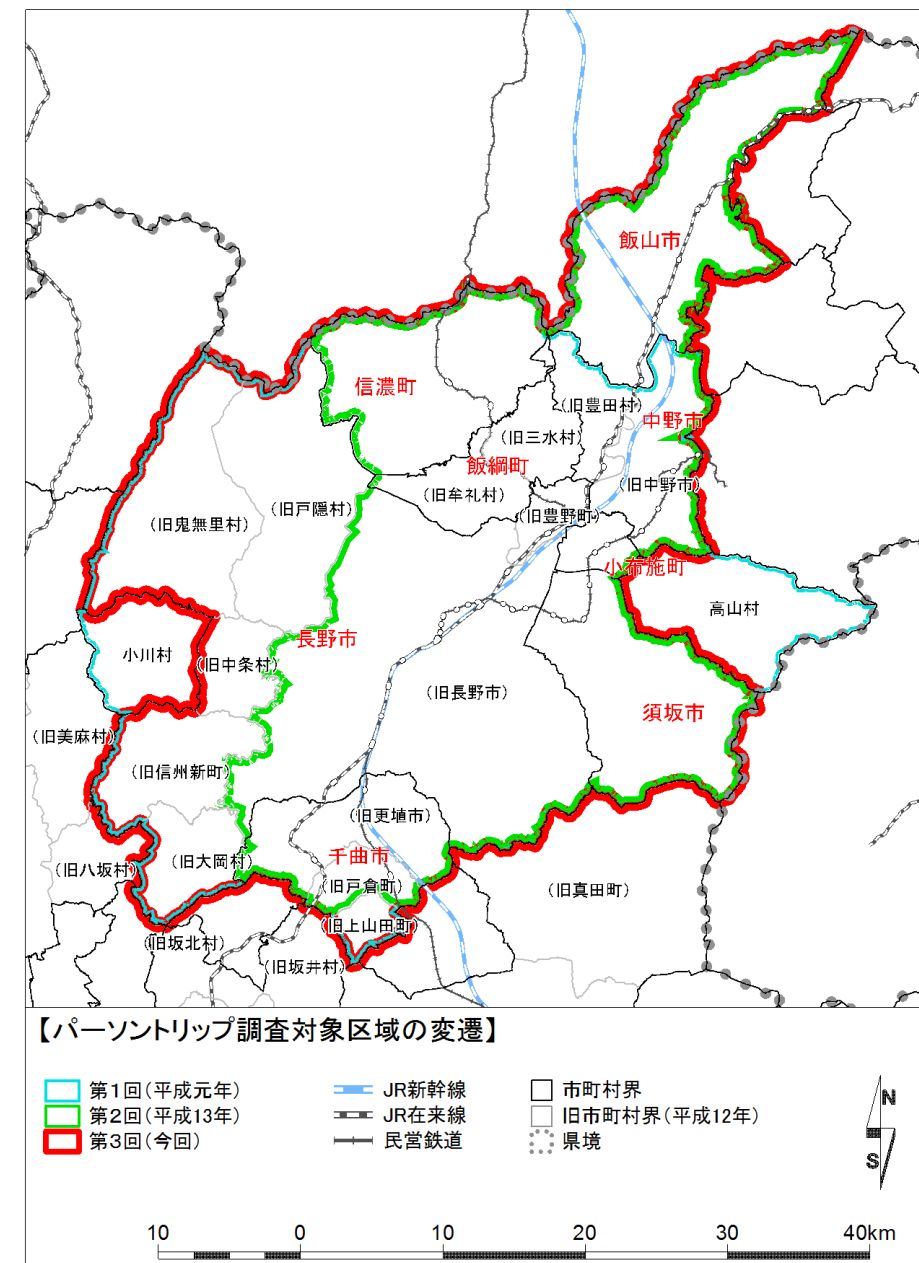 飯山市
信濃町
(旧豊田村)
中野市
(旧三水村)
飯綱町
(旧牟礼村)
(旧中野市)
(旧豊野町)
(旧鬼無里村)
(旧戸隠村)
小布施町
高山村
長野市
小川村
(旧中条村)
(旧長野市)
須坂市
(旧美麻村)
(旧信州新町)
(旧更埴市)
千曲市
(旧八坂村)
(旧大岡村)
(旧戸倉町)
(旧真田町)
(旧上山田町)
(旧坂北村)
(旧坂井村)
【パーソントリップ調査対象区域の変遷】
第1回(平成元年)
第2回(平成13年)
第3回(今回)
JR新幹線
JR在来線
民営鉄道
市町村界
旧市町村界(平成12年)
県境
N
S
10 0 10 20 30 40km